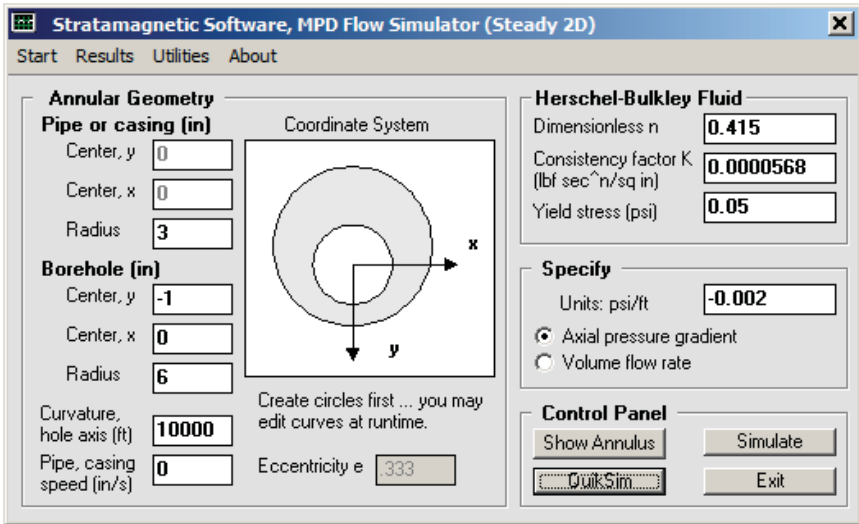 Stratamagnetic Software, MPD Flow Simulator (Steady 2D)
Start Results Utilities About
Annular Geometry
Pipe or casing (in)
Center, y 0
Center, x 0
Radius 3
Borehole (in)
Center, y -1
Center, x 0
Radius 6
Curvature,
hole axis (ft) 10000
Pipe, casing
speed (in/s) 0
Coordinate System
x
y
Create circles first ... you may
edit curves at runtime.
Eccentricity e .333
Herschel-Bulkley Fluid
Dimensionless n 0.415
Consistency factor K
(lbf sec^n/sq in) 0.0000568
Yield stress (psi) 0.05
Specify
Units: psi/ft -0.002
Axial pressure gradient
Volume flow rate
Control Panel
Show Annulus Simulate
QuikSim Exit